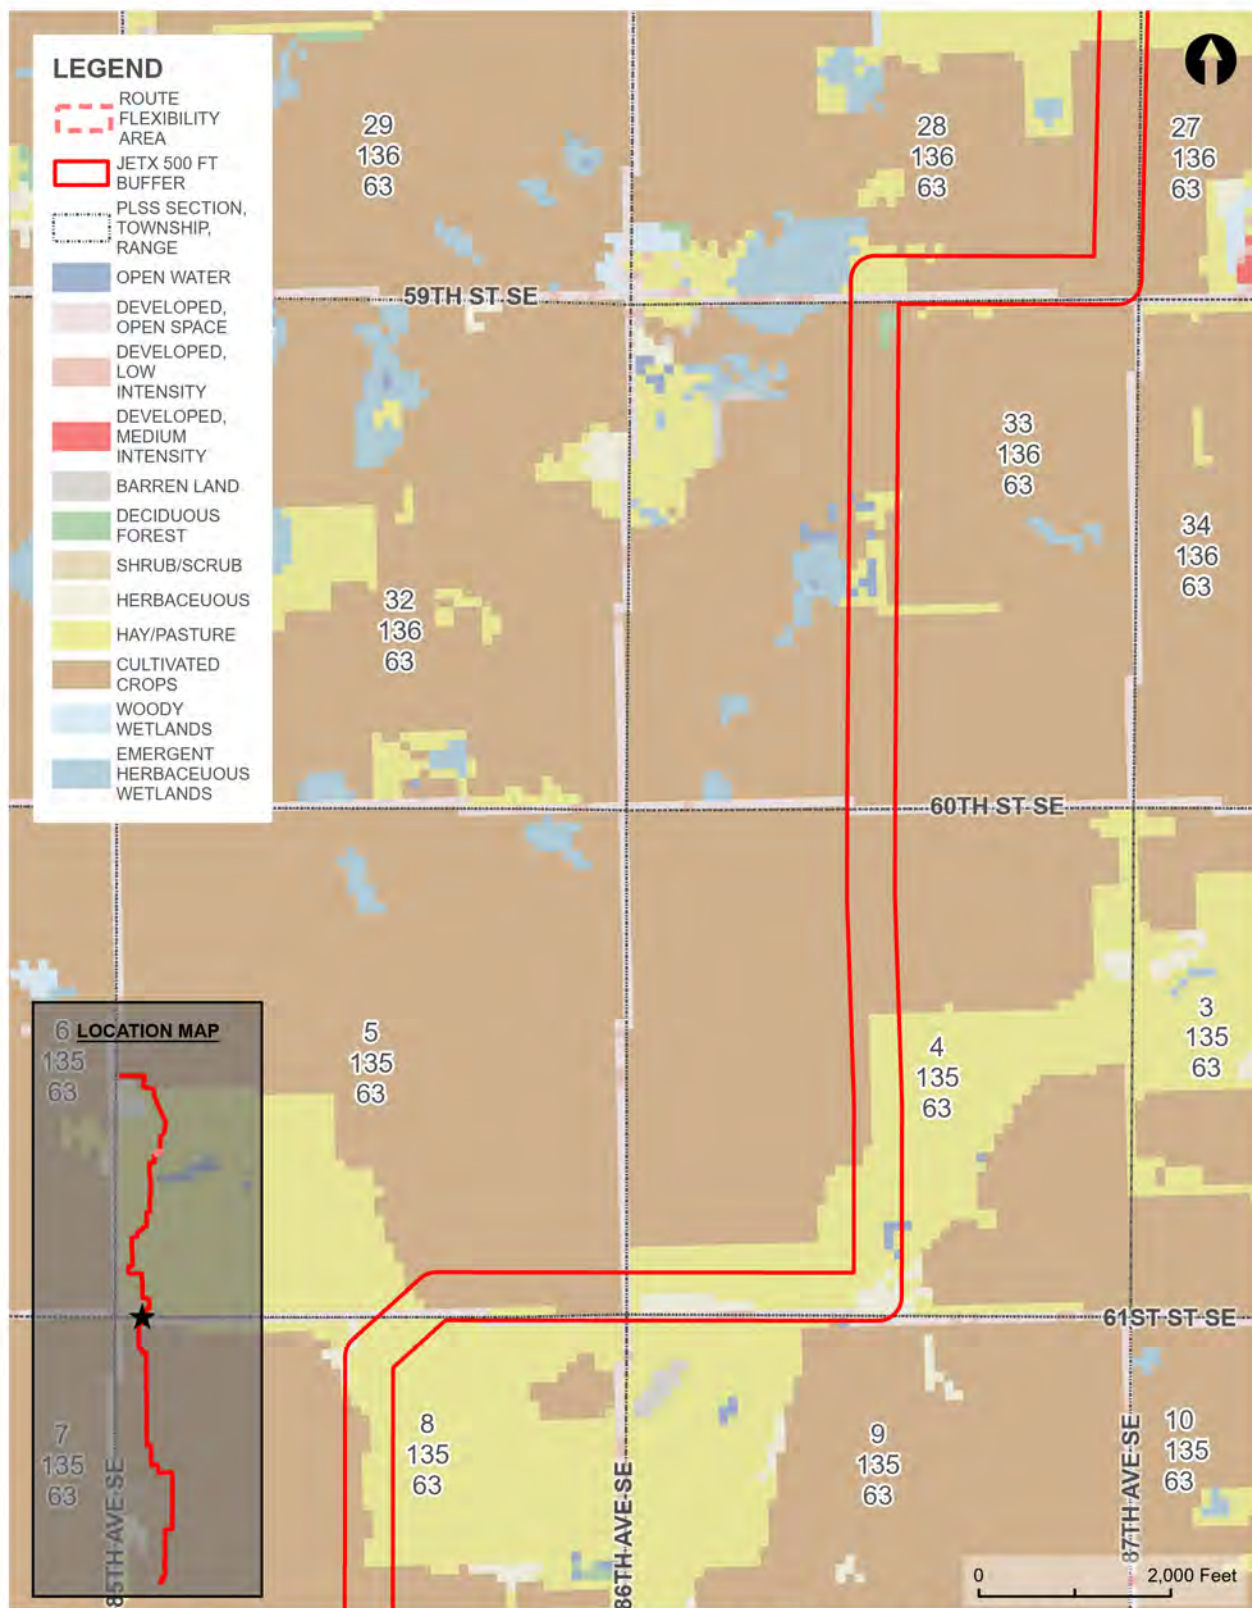 LEGEND
ROUTE
FLEXIBILITY
AREA
JETX 500 FT
BUFFER
PLSS SECTION,
TOWNSHIP,
RANGE
OPEN WATER
DEVELOPED,
OPEN SPACE
DEVELOPED,
LOW
INTENSITY
DEVELOPED,
MEDIUM
INTENSITY
BARREN LAND
DECIDUOUS
FOREST
SHRUB/SCRUB
HERBACEUOUS
HAY/PASTURE
CULTIVATED
CROPS
WOODY
WETLANDS
EMERGENT
HERBACEUOUS
WETLANDS
29
136
63
28
136
63
27
136
63
59TH ST SE
33
136
63
34
136
63
32
136
63
60TH ST SE
6
135
63
LOCATION MAP
5
135
63
4
135
63
3
135
63
61ST ST SE
7
135
63
8
135
63
9
135
63
10
135
63
85TH AVE SE
86TH AVE SE
87TH AVE SE
0
2,000 Feet